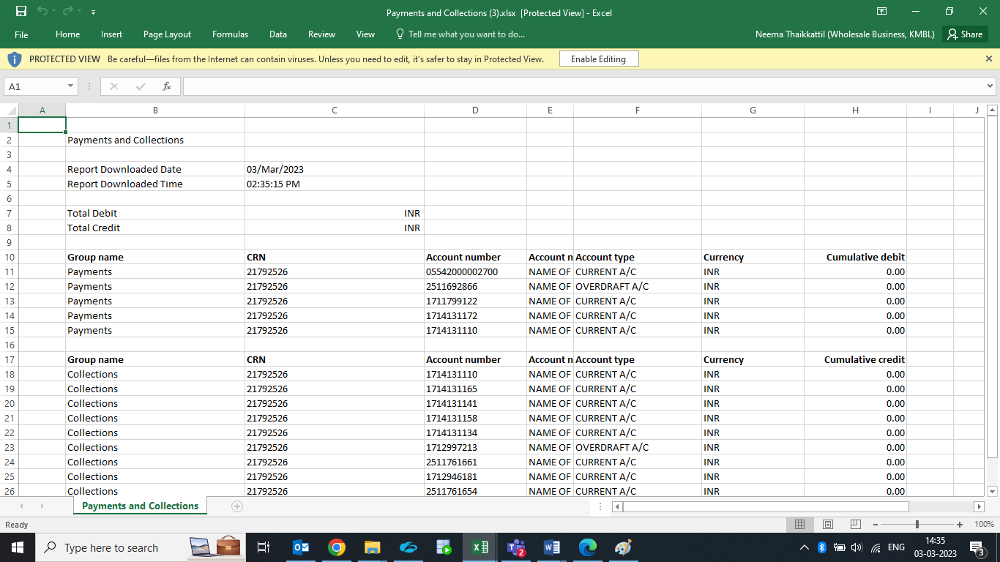 Payments and Collections (3).xlsx [Protected View] - Excel
File Home Insert Page Layout Formulas Data Review View Tell me what you want to do... Neema Thaikkattil (Wholesale Business, KMBL) Share
PROTECTED VIEW Be careful—files from the Internet can contain viruses. Unless you need to edit, it's safer to stay in Protected View. Enable Editing
A1 fx
A B C D E F G H I J
1
2 Payments and Collections
3
4 Report Downloaded Date 03/Mar/2023
5 Report Downloaded Time 02:35:15 PM
6
7 Total Debit INR
8 Total Credit INR
9
10 Group name CRN Account number Account n Account type Currency Cumulative debit
11 Payments 21792526 05542000002700 NAME OF CURRENT A/C INR 0.00
12 Payments 21792526 2511692866 NAME OF OVERDRAFT A/C INR 0.00
13 Payments 21792526 1711799122 NAME OF CURRENT A/C INR 0.00
14 Payments 21792526 1714131172 NAME OF CURRENT A/C INR 0.00
15 Payments 21792526 1714131110 NAME OF CURRENT A/C INR 0.00
16
17 Group name CRN Account number Account n Account type Currency Cumulative credit
18 Collections 21792526 1714131110 NAME OF CURRENT A/C INR 0.00
19 Collections 21792526 1714131165 NAME OF CURRENT A/C INR 0.00
20 Collections 21792526 1714131141 NAME OF CURRENT A/C INR 0.00
21 Collections 21792526 1714131158 NAME OF CURRENT A/C INR 0.00
22 Collections 21792526 1714131134 NAME OF CURRENT A/C INR 0.00
23 Collections 21792526 1712997213 NAME OF OVERDRAFT A/C INR 0.00
24 Collections 21792526 2511761661 NAME OF CURRENT A/C INR 0.00
25 Collections 21792526 1712946181 NAME OF CURRENT A/C INR 0.00
26 Collections 21792526 2511761654 NAME OF CURRENT A/C INR 0.00
Payments and Collections
Ready 100%
Type here to search ENG 14:35
03-03-2023
2
3